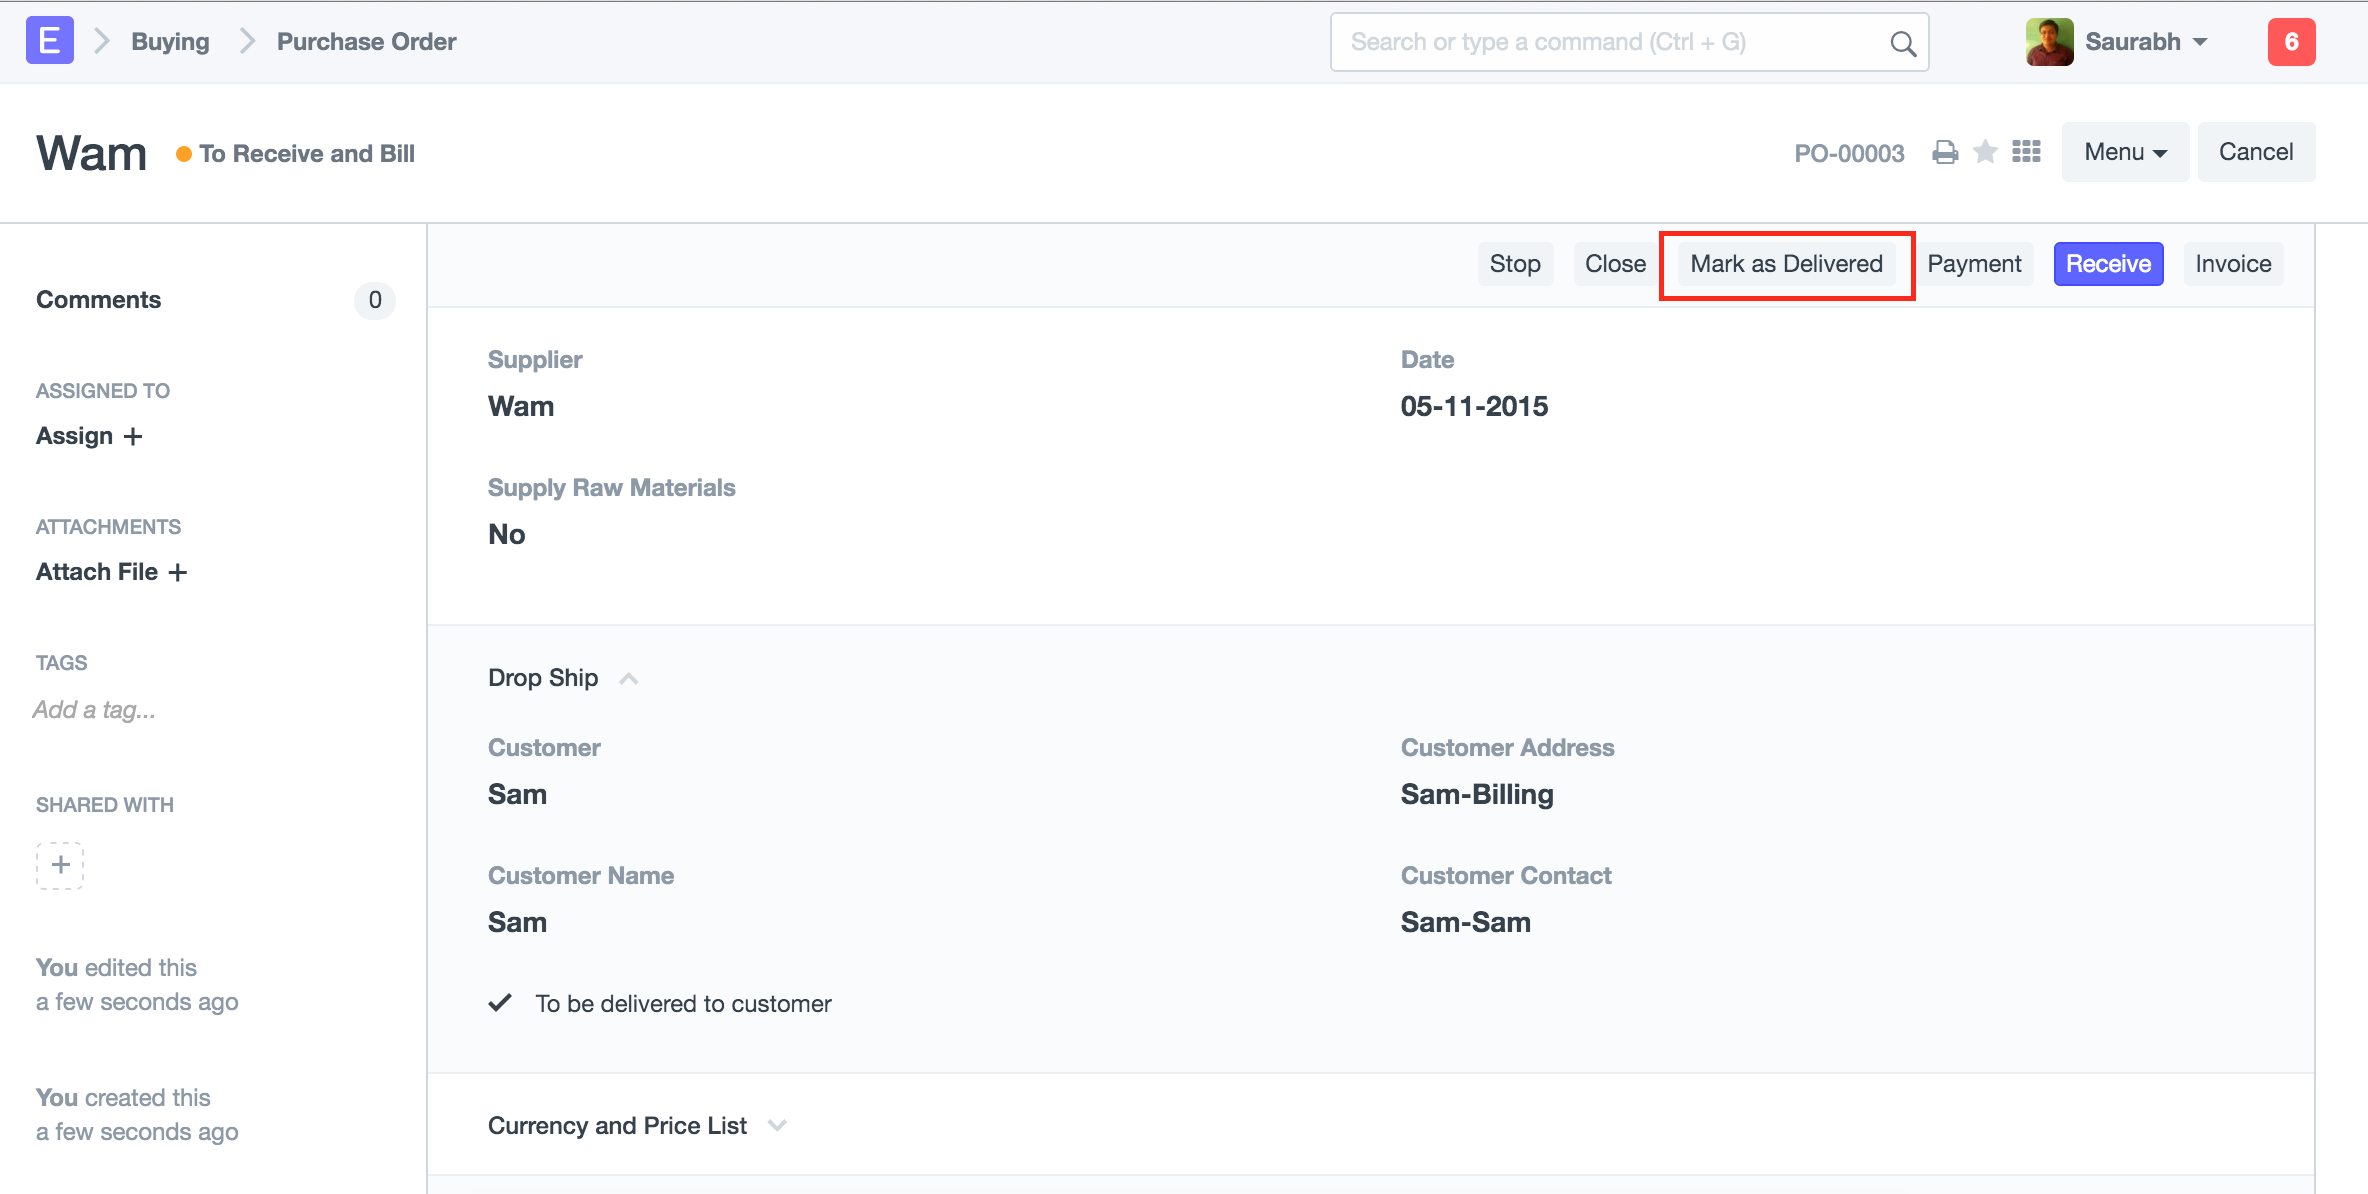 E Buying Purchase Order Search or type a command (Ctrl + G) Saurabh 6
Wam To Receive and Bill PO-00003 Menu Cancel
Stop Close Mark as Delivered Payment Receive Invoice
Comments 0
ASSIGNED TO
Assign +
ATTACHMENTS
Attach File +
TAGS
Add a tag...
SHARED WITH
+
You edited this
a few seconds ago
You created this
a few seconds ago
Supplier
Wam
Date
05-11-2015
Supply Raw Materials
No
Drop Ship
Customer
Sam
Customer Address
Sam-Billing
Customer Name
Sam
Customer Contact
Sam-Sam
To be delivered to customer
Currency and Price List